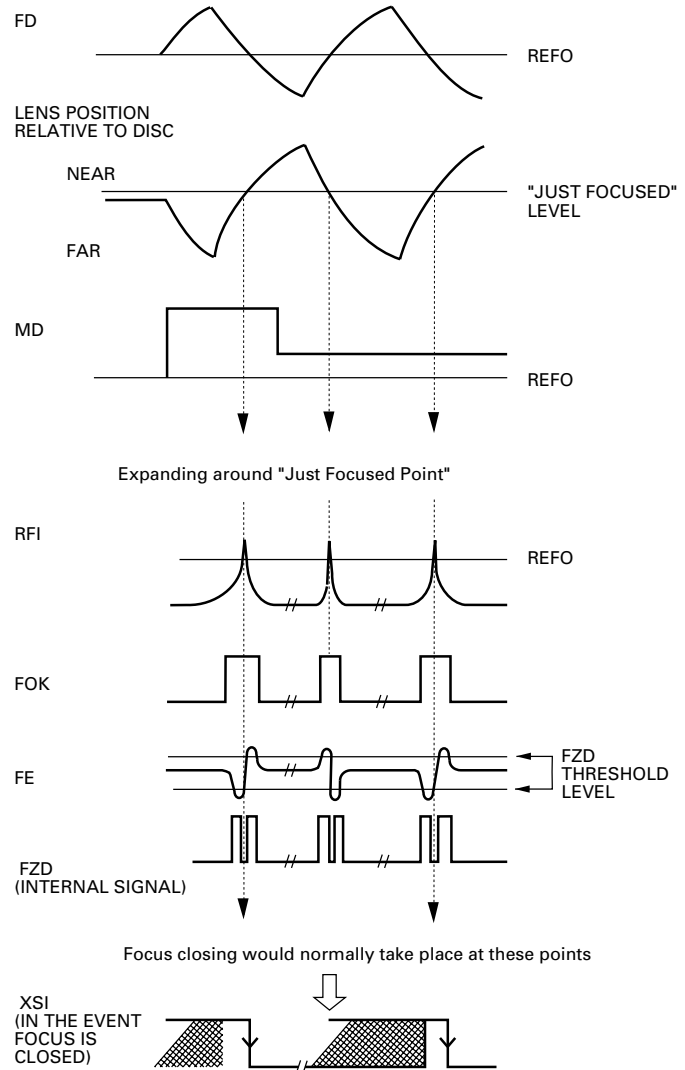 FD
REFO
LENS POSITION
RELATIVE TO DISC
NEAR
"JUST FOCUSED"
LEVEL
FAR
MD
REFO
Expanding around "Just Focused Point"
RFI
REFO
FOK
FZD
THRESHOLD
LEVEL
FE
FZD
(INTERNAL SIGNAL)
Focus closing would normally take place at these points
XSI
(IN THE EVENT
FOCUS IS
CLOSED)